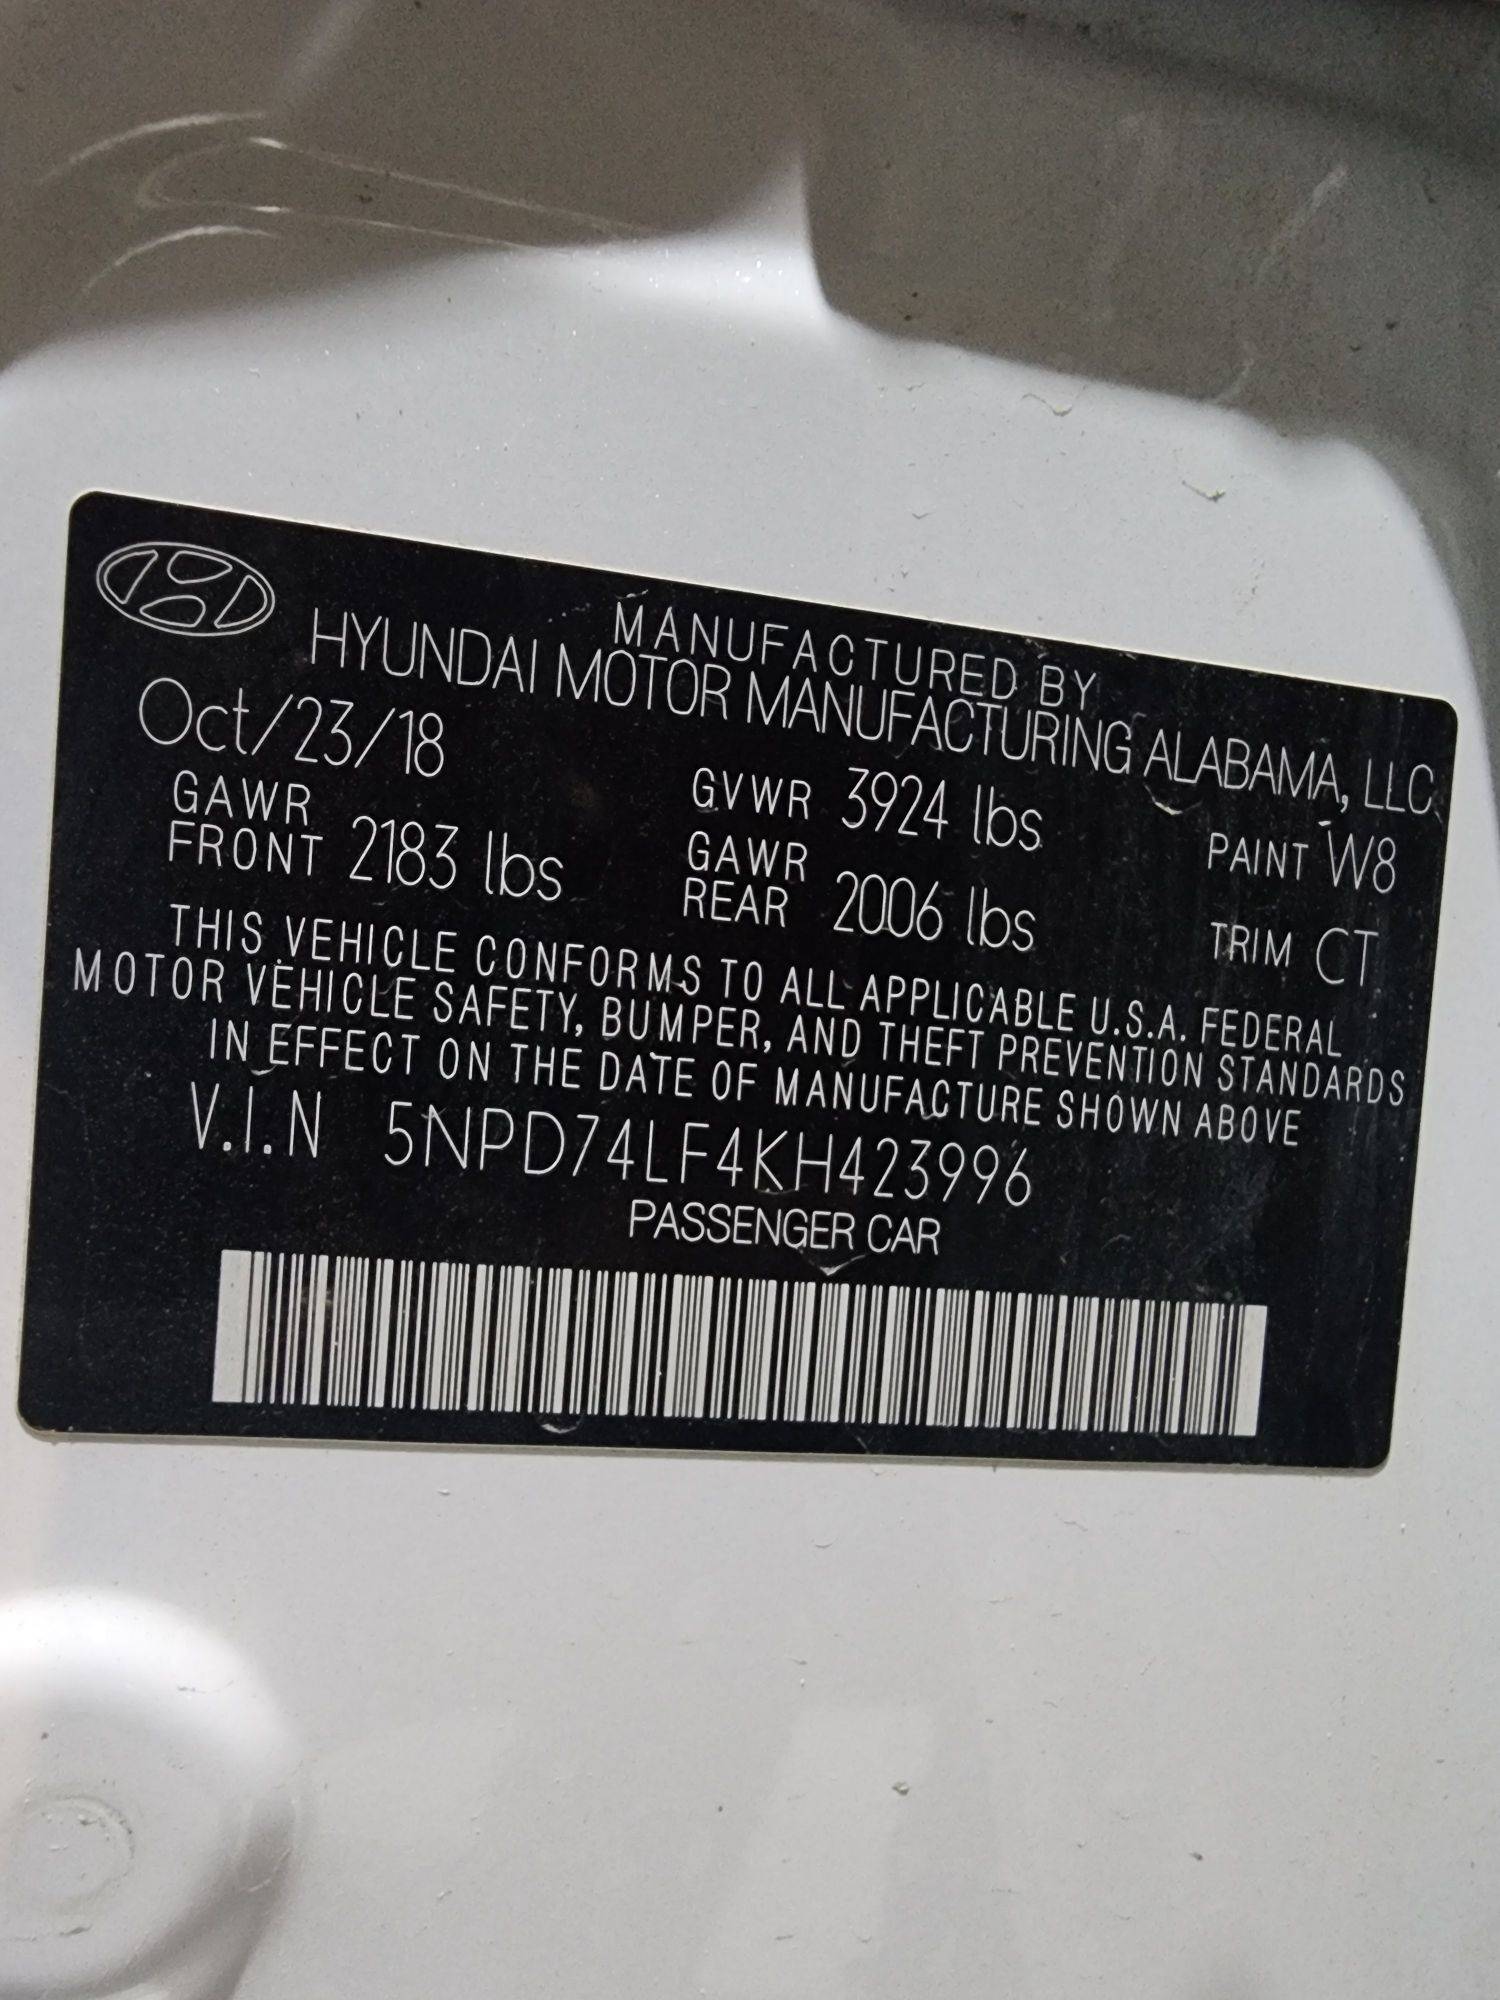 MANUFACTURED BY
HYUNDAI MOTOR MANUFACTURING ALABAMA, LLC
Oct/23/18 GVWR 3924 lbs PAINT W8
GAWR FRONT 2183 lbs GAWR REAR 2006 lbs TRIM CT
THIS VEHICLE CONFORMS TO ALL APPLICABLE U.S.A. FEDERAL
MOTOR VEHICLE SAFETY, BUMPER, AND THEFT PREVENTION STANDARDS
IN EFFECT ON THE DATE OF MANUFACTURE SHOWN ABOVE
V.I.N 5NPD74LF4KH423996
PASSENGER CAR